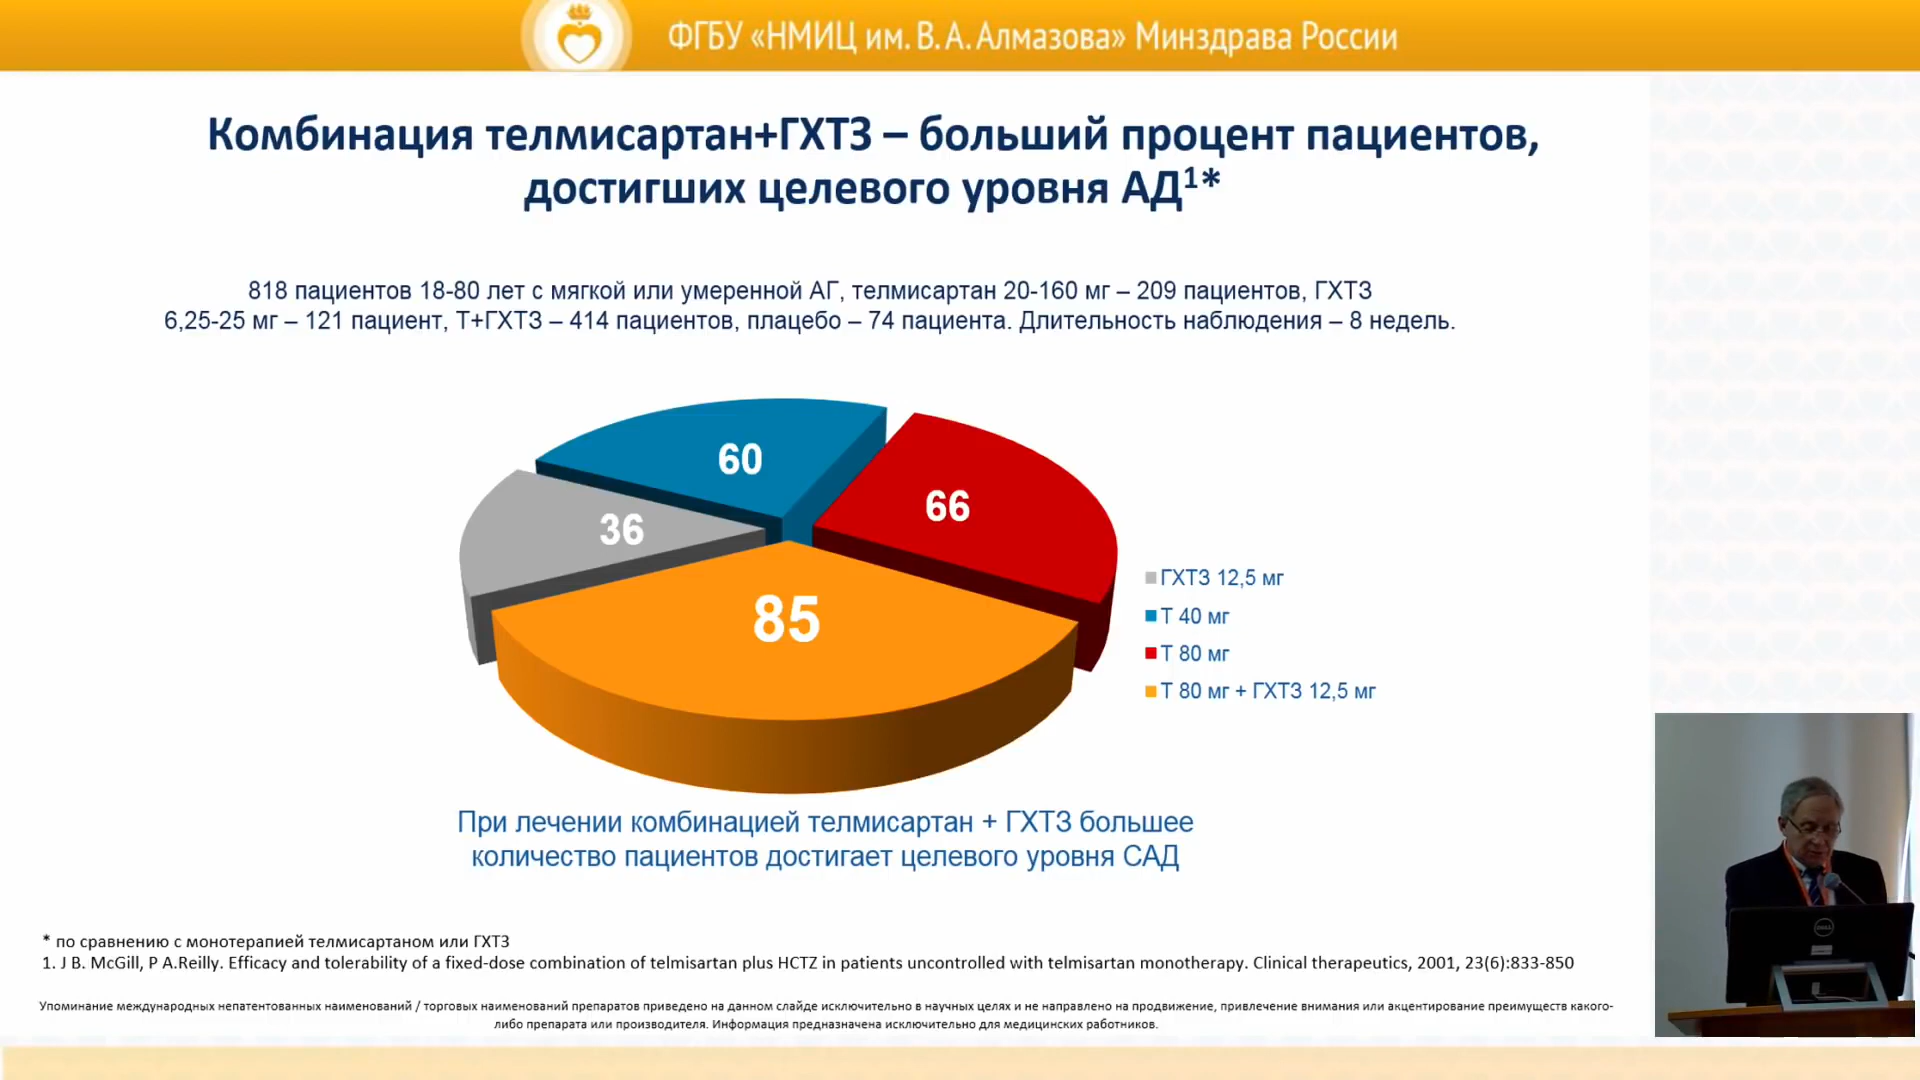 ФГБУ «НМИЦ им. В. А. Алмазова» Минздрава России
Комбинация телмисартан+ГХТЗ – больший процент пациентов,
достигших целевого уровня АД¹*
818 пациентов 18-80 лет с мягкой или умеренной АГ, телмисартан 20-160 мг – 209 пациентов, ГХТЗ
6,25-25 мг – 121 пациент, Т+ГХТЗ – 414 пациентов, плацебо – 74 пациента. Длительность наблюдения – 8 недель.
60
66
36
85
ГХТЗ 12,5 мг
Т 40 мг
Т 80 мг
Т 80 мг + ГХТЗ 12,5 мг
При лечении комбинацией телмисартан + ГХТЗ большее
количество пациентов достигает целевого уровня САД
* по сравнению с монотерапией телмисартаном или ГХТЗ
1. J B. McGill, P A.Reilly. Efficacy and tolerability of a fixed-dose combination of telmisartan plus HCTZ in patients uncontrolled with telmisartan monotherapy. Clinical therapeutics, 2001, 23(6):833-850
Упоминание международных непатентованных наименований / торговых наименований препаратов приведено на данном слайде исключительно в научных целях и не направлено на продвижение, привлечение внимания или акцентирование преимуществ какого-
либо препарата или производителя. Информация предназначена исключительно для медицинских работников.
DELL